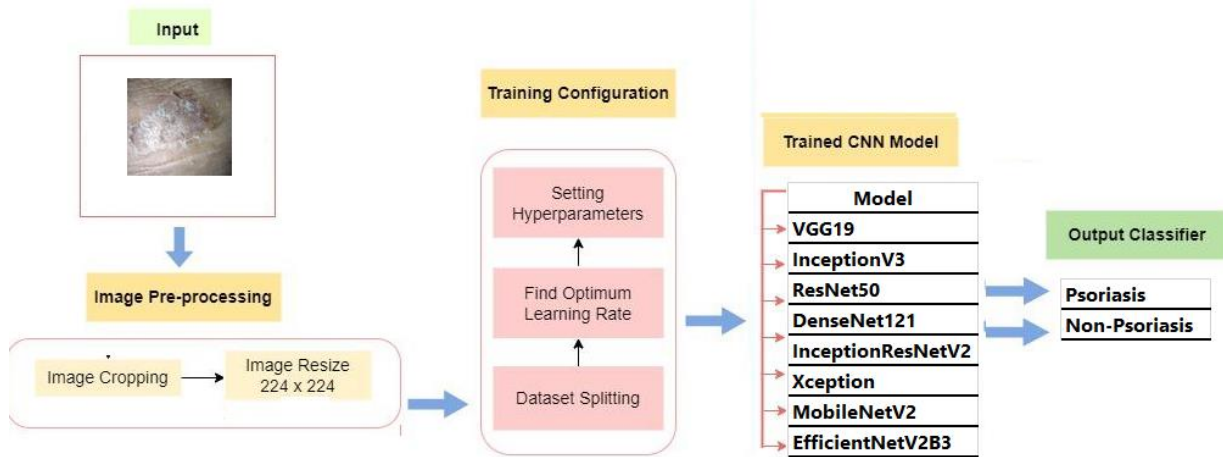 Input
Image Pre-processing
Image Cropping
Image Resize
224 x 224
Training Configuration
Setting
Hyperparameters
Find Optimum
Learning Rate
Dataset Splitting
Trained CNN Model
Model
VGG19
InceptionV3
ResNet50
DenseNet121
InceptionResNetV2
Xception
MobileNetV2
EfficientNetV2B3
Output Classifier
Psoriasis
Non-Psoriasis